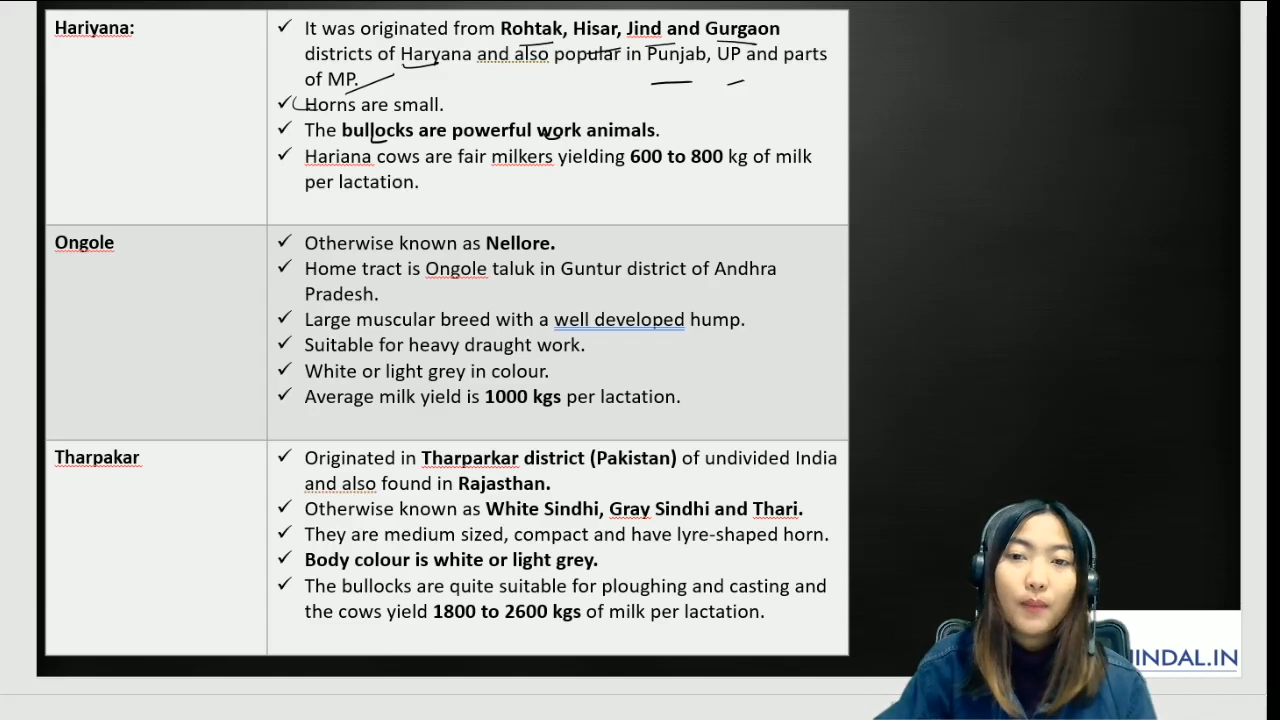 Hariyana:
✓ It was originated from Rohtak, Hisar, Jind and Gurgaon
districts of Haryana and also popular in Punjab, UP and parts
of MP.
✓ Horns are small.
✓ The bullocks are powerful work animals.
✓ Hariana cows are fair milkers yielding 600 to 800 kg of milk
per lactation.
Ongole
✓ Otherwise known as Nellore.
✓ Home tract is Ongole taluk in Guntur district of Andhra
Pradesh.
✓ Large muscular breed with a well developed hump.
✓ Suitable for heavy draught work.
✓ White or light grey in colour.
✓ Average milk yield is 1000 kgs per lactation.
Tharpakar
✓ Originated in Tharparkar district (Pakistan) of undivided India
and also found in Rajasthan.
✓ Otherwise known as White Sindhi, Gray Sindhi and Thari.
✓ They are medium sized, compact and have lyre-shaped horn.
✓ Body colour is white or light grey.
✓ The bullocks are quite suitable for ploughing and casting and
the cows yield 1800 to 2600 kgs of milk per lactation.
INDAL.IN